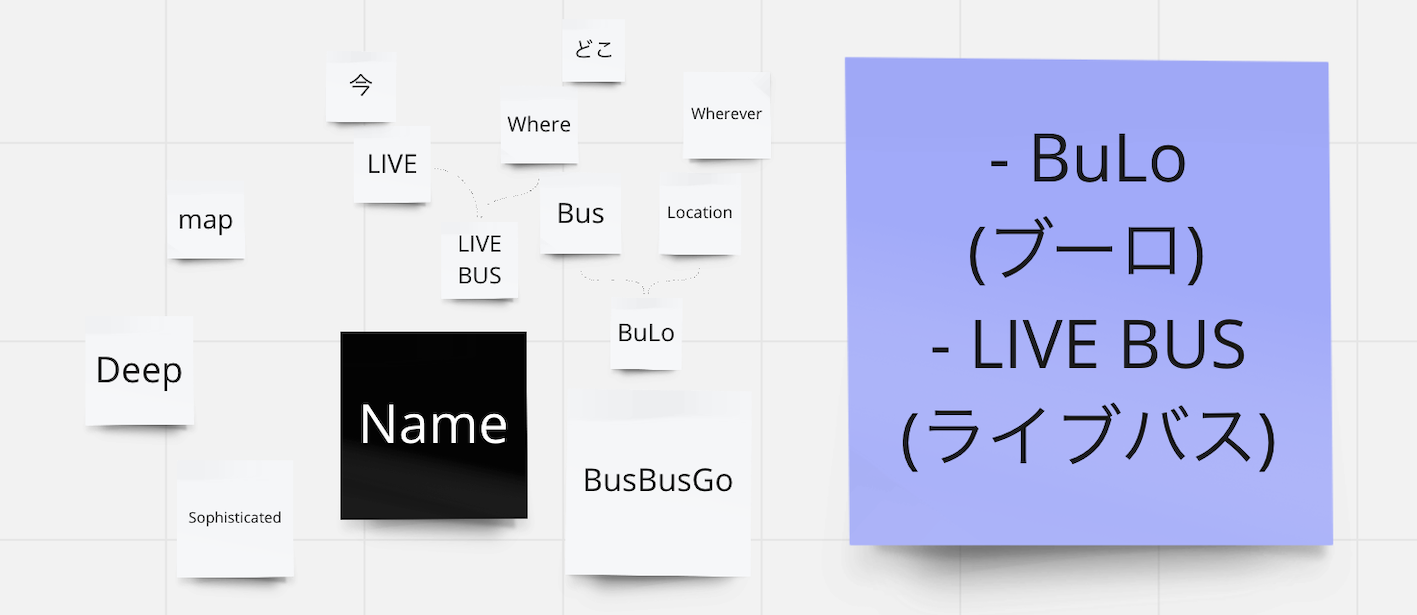 どこ
今
Where
Wherever
LIVE
map
Bus
Location
LIVE
BUS
BuLo
Deep
Name
BusBusGo
Sophisticated
- BuLo
(ブーロ)
- LIVE BUS
(ライブバス)